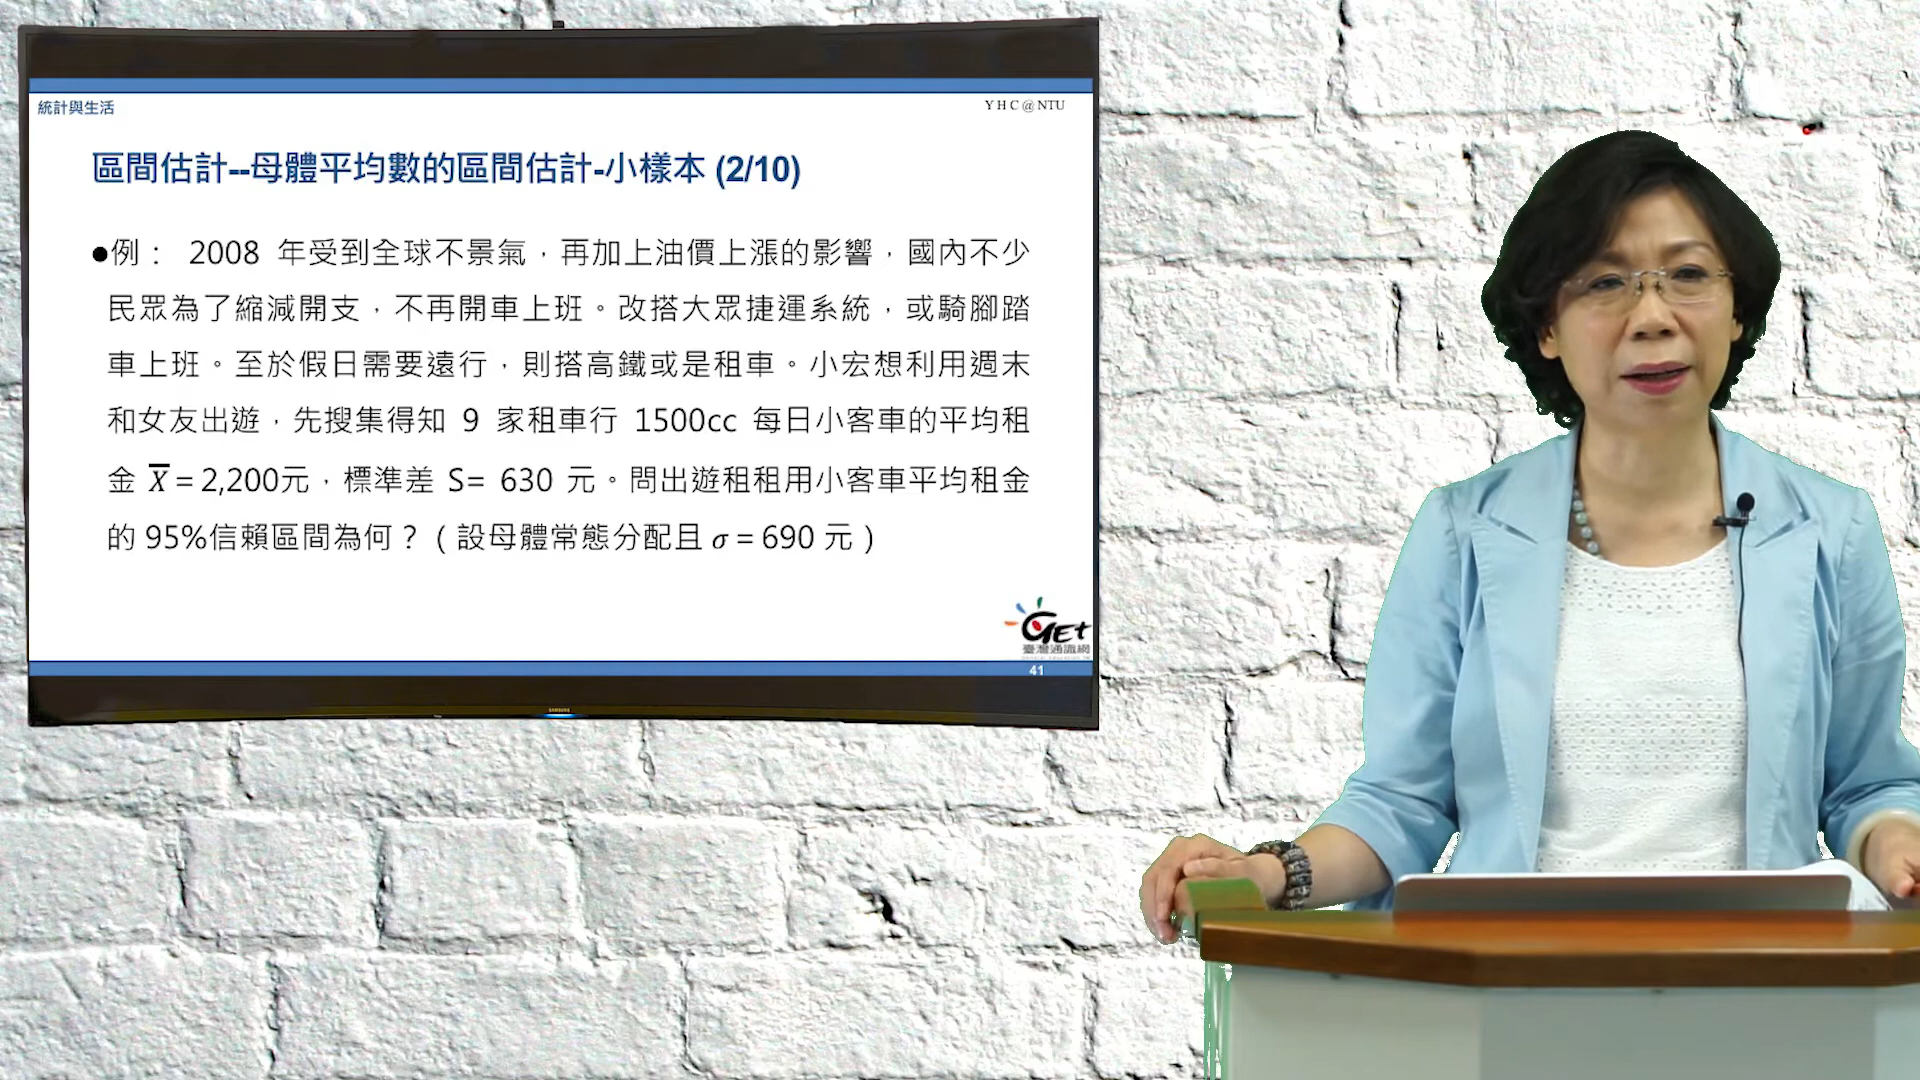 統計與生活
YHC@NTU
區間估計--母體平均數的區間估計-小樣本 (2/10)
●例： 2008 年受到全球不景氣，再加上油價上漲的影響，國內不少
民眾為了縮減開支，不再開車上班。改搭大眾捷運系統，或騎腳踏
車上班。至於假日需要遠行，則搭高鐵或是租車。小宏想利用週末
和女友出遊，先搜集得知 9 家租車行 1500cc 每日小客車的平均租
金 X̅ = 2,200元，標準差 S= 630 元。問出遊租租用小客車平均租金
的 95%信賴區間為何？（設母體常態分配且 σ = 690 元）
GEt
臺灣通識網
41
SAMSUNG